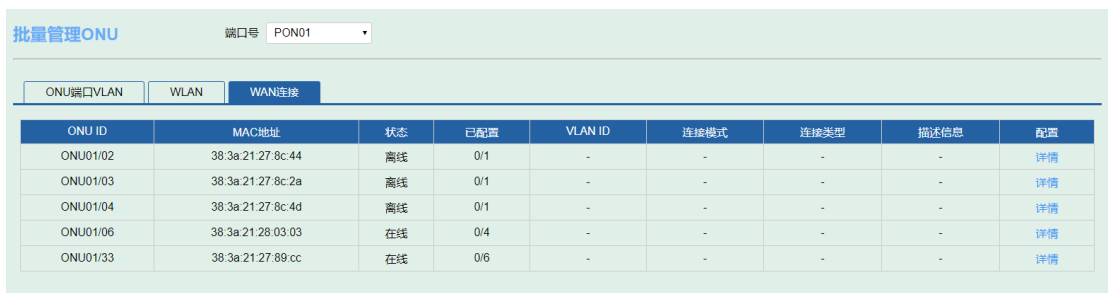 批量管理ONU 端口号 PON01
ONU端口VLAN WLAN WAN连接
ONU ID MAC地址 状态 已配置 VLAN ID 连接模式 连接类型 描述信息 配置
ONU01/02 38:3a:21:27:8c:44 离线 0/1 - - - - 详情
ONU01/03 38:3a:21:27:8c:2a 离线 0/1 - - - - 详情
ONU01/04 38:3a:21:27:8c:4d 离线 0/1 - - - - 详情
ONU01/06 38:3a:21:28:03:03 在线 0/4 - - - - 详情
ONU01/33 38:3a:21:27:89:cc 在线 0/6 - - - - 详情